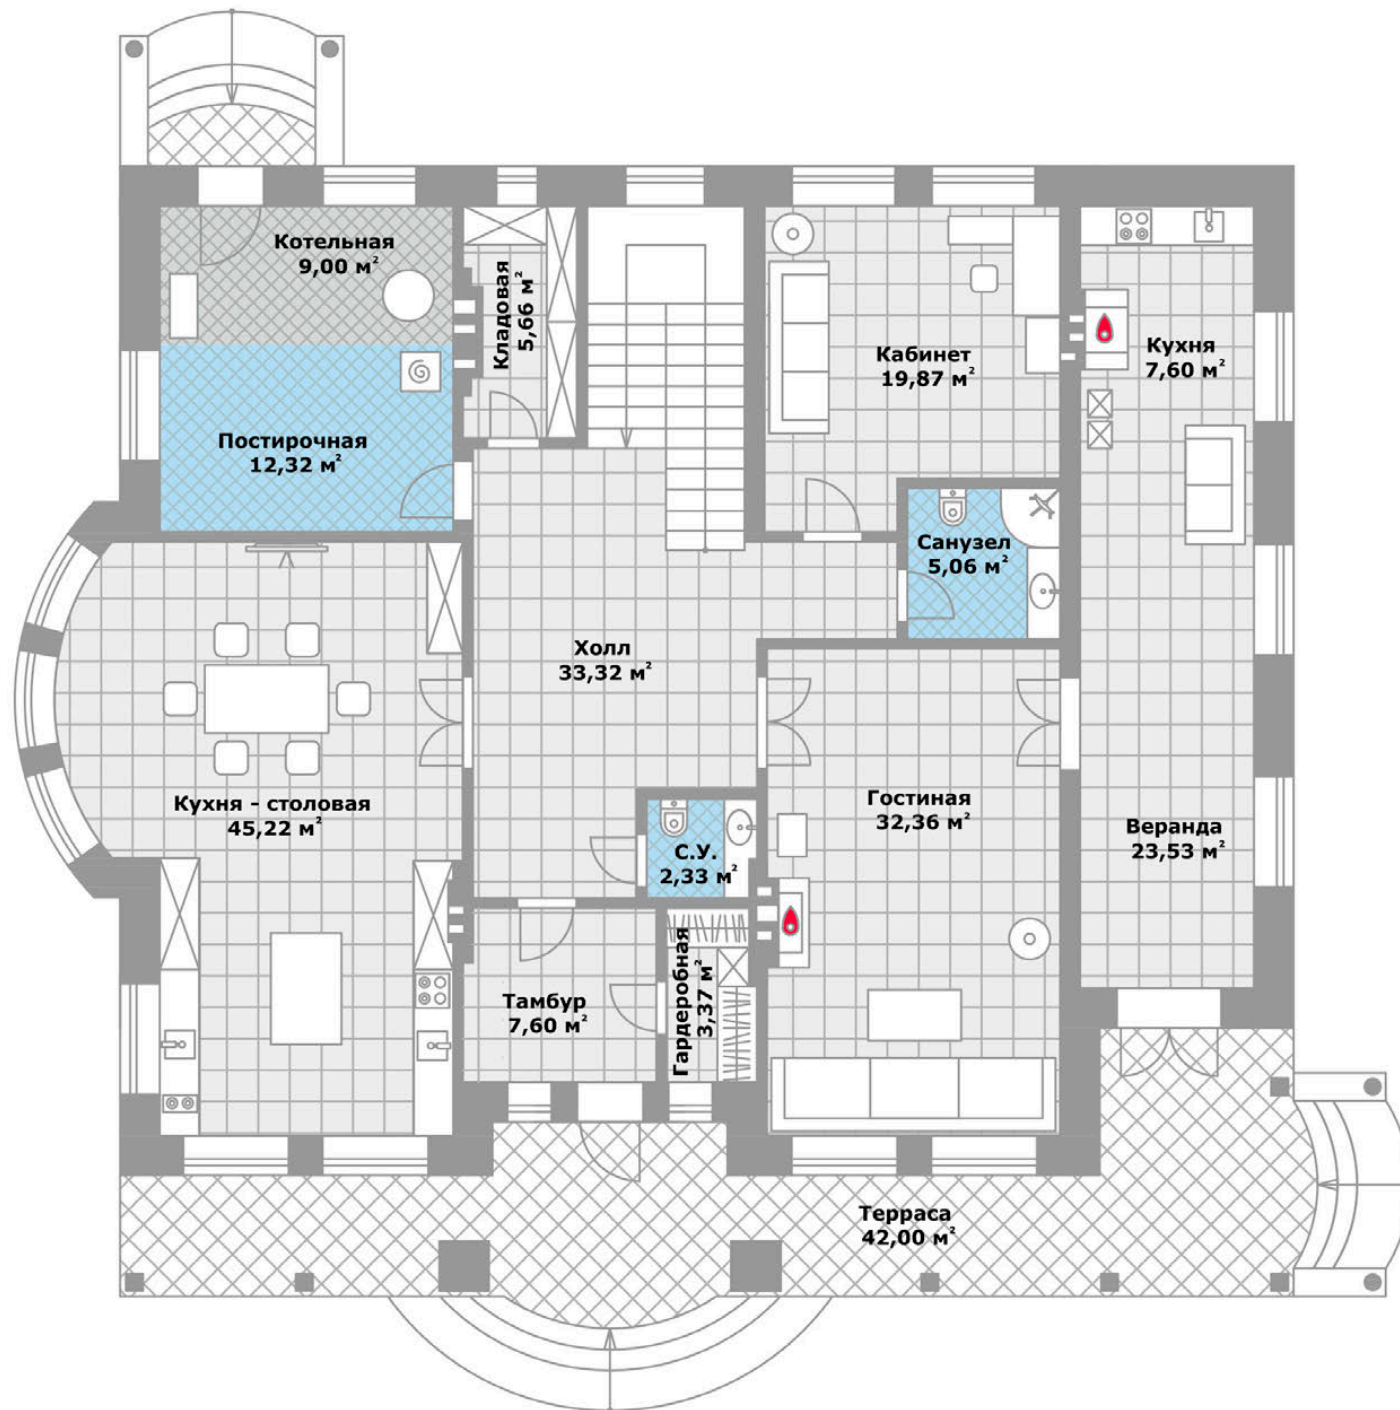 Котельная
9,00 м²
Кладовая
5,66 м²
Кабинет
19,87 м²
Кухня
7,60 м²
Постирочная
12,32 м²
Санузел
5,06 м²
Холл
33,32 м²
Кухня - столовая
45,22 м²
Гостиная
32,36 м²
Веранда
23,53 м²
С.У.
2,33 м²
Тамбур
7,60 м²
Гардеробная
3,37 м²
Терраса
42,00 м²